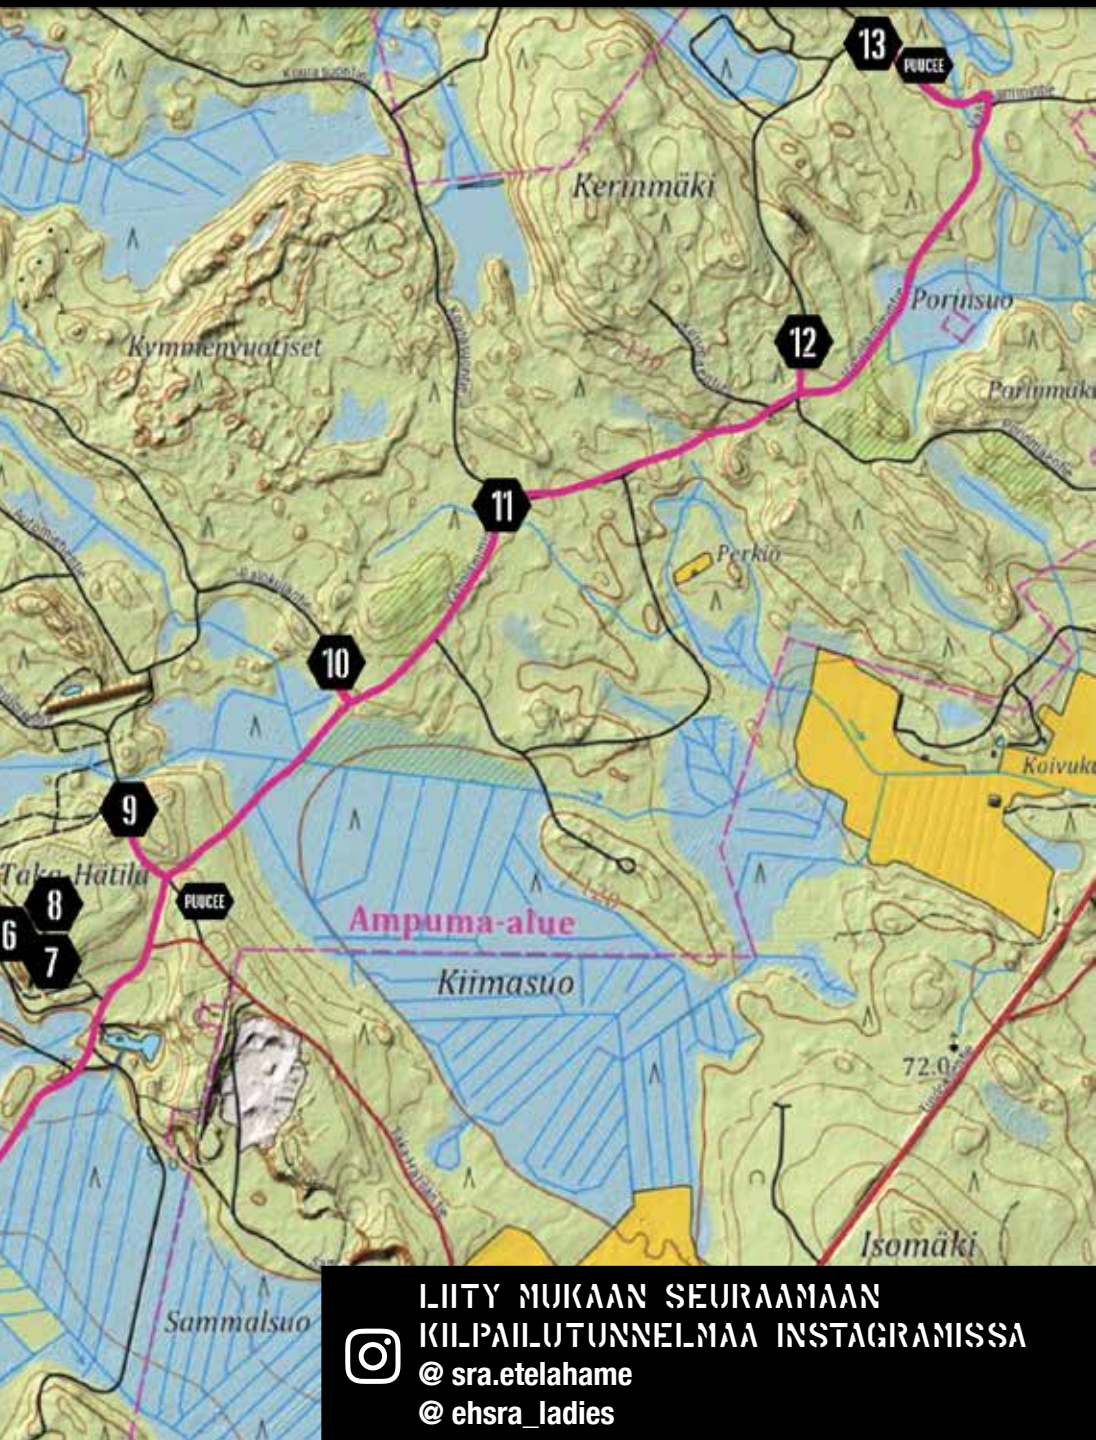 13
PUUCEE
Kerinmäki
Porinsuo
12
Kymmenvuotiset
Porinmäki
11
Perkiö
10
Koivuku
9
Taka-Hätilä
8
PUUCEE
6
7
Ampuma-alue
120
Kiimasuo
72.0
Isomäki
Sammalsuo
LIITY MUKAAN SEURAAMAAN
KILPAILUTUNNELMAA INSTAGRAMISSA
@ sra.etelahame
@ ehsra_ladies